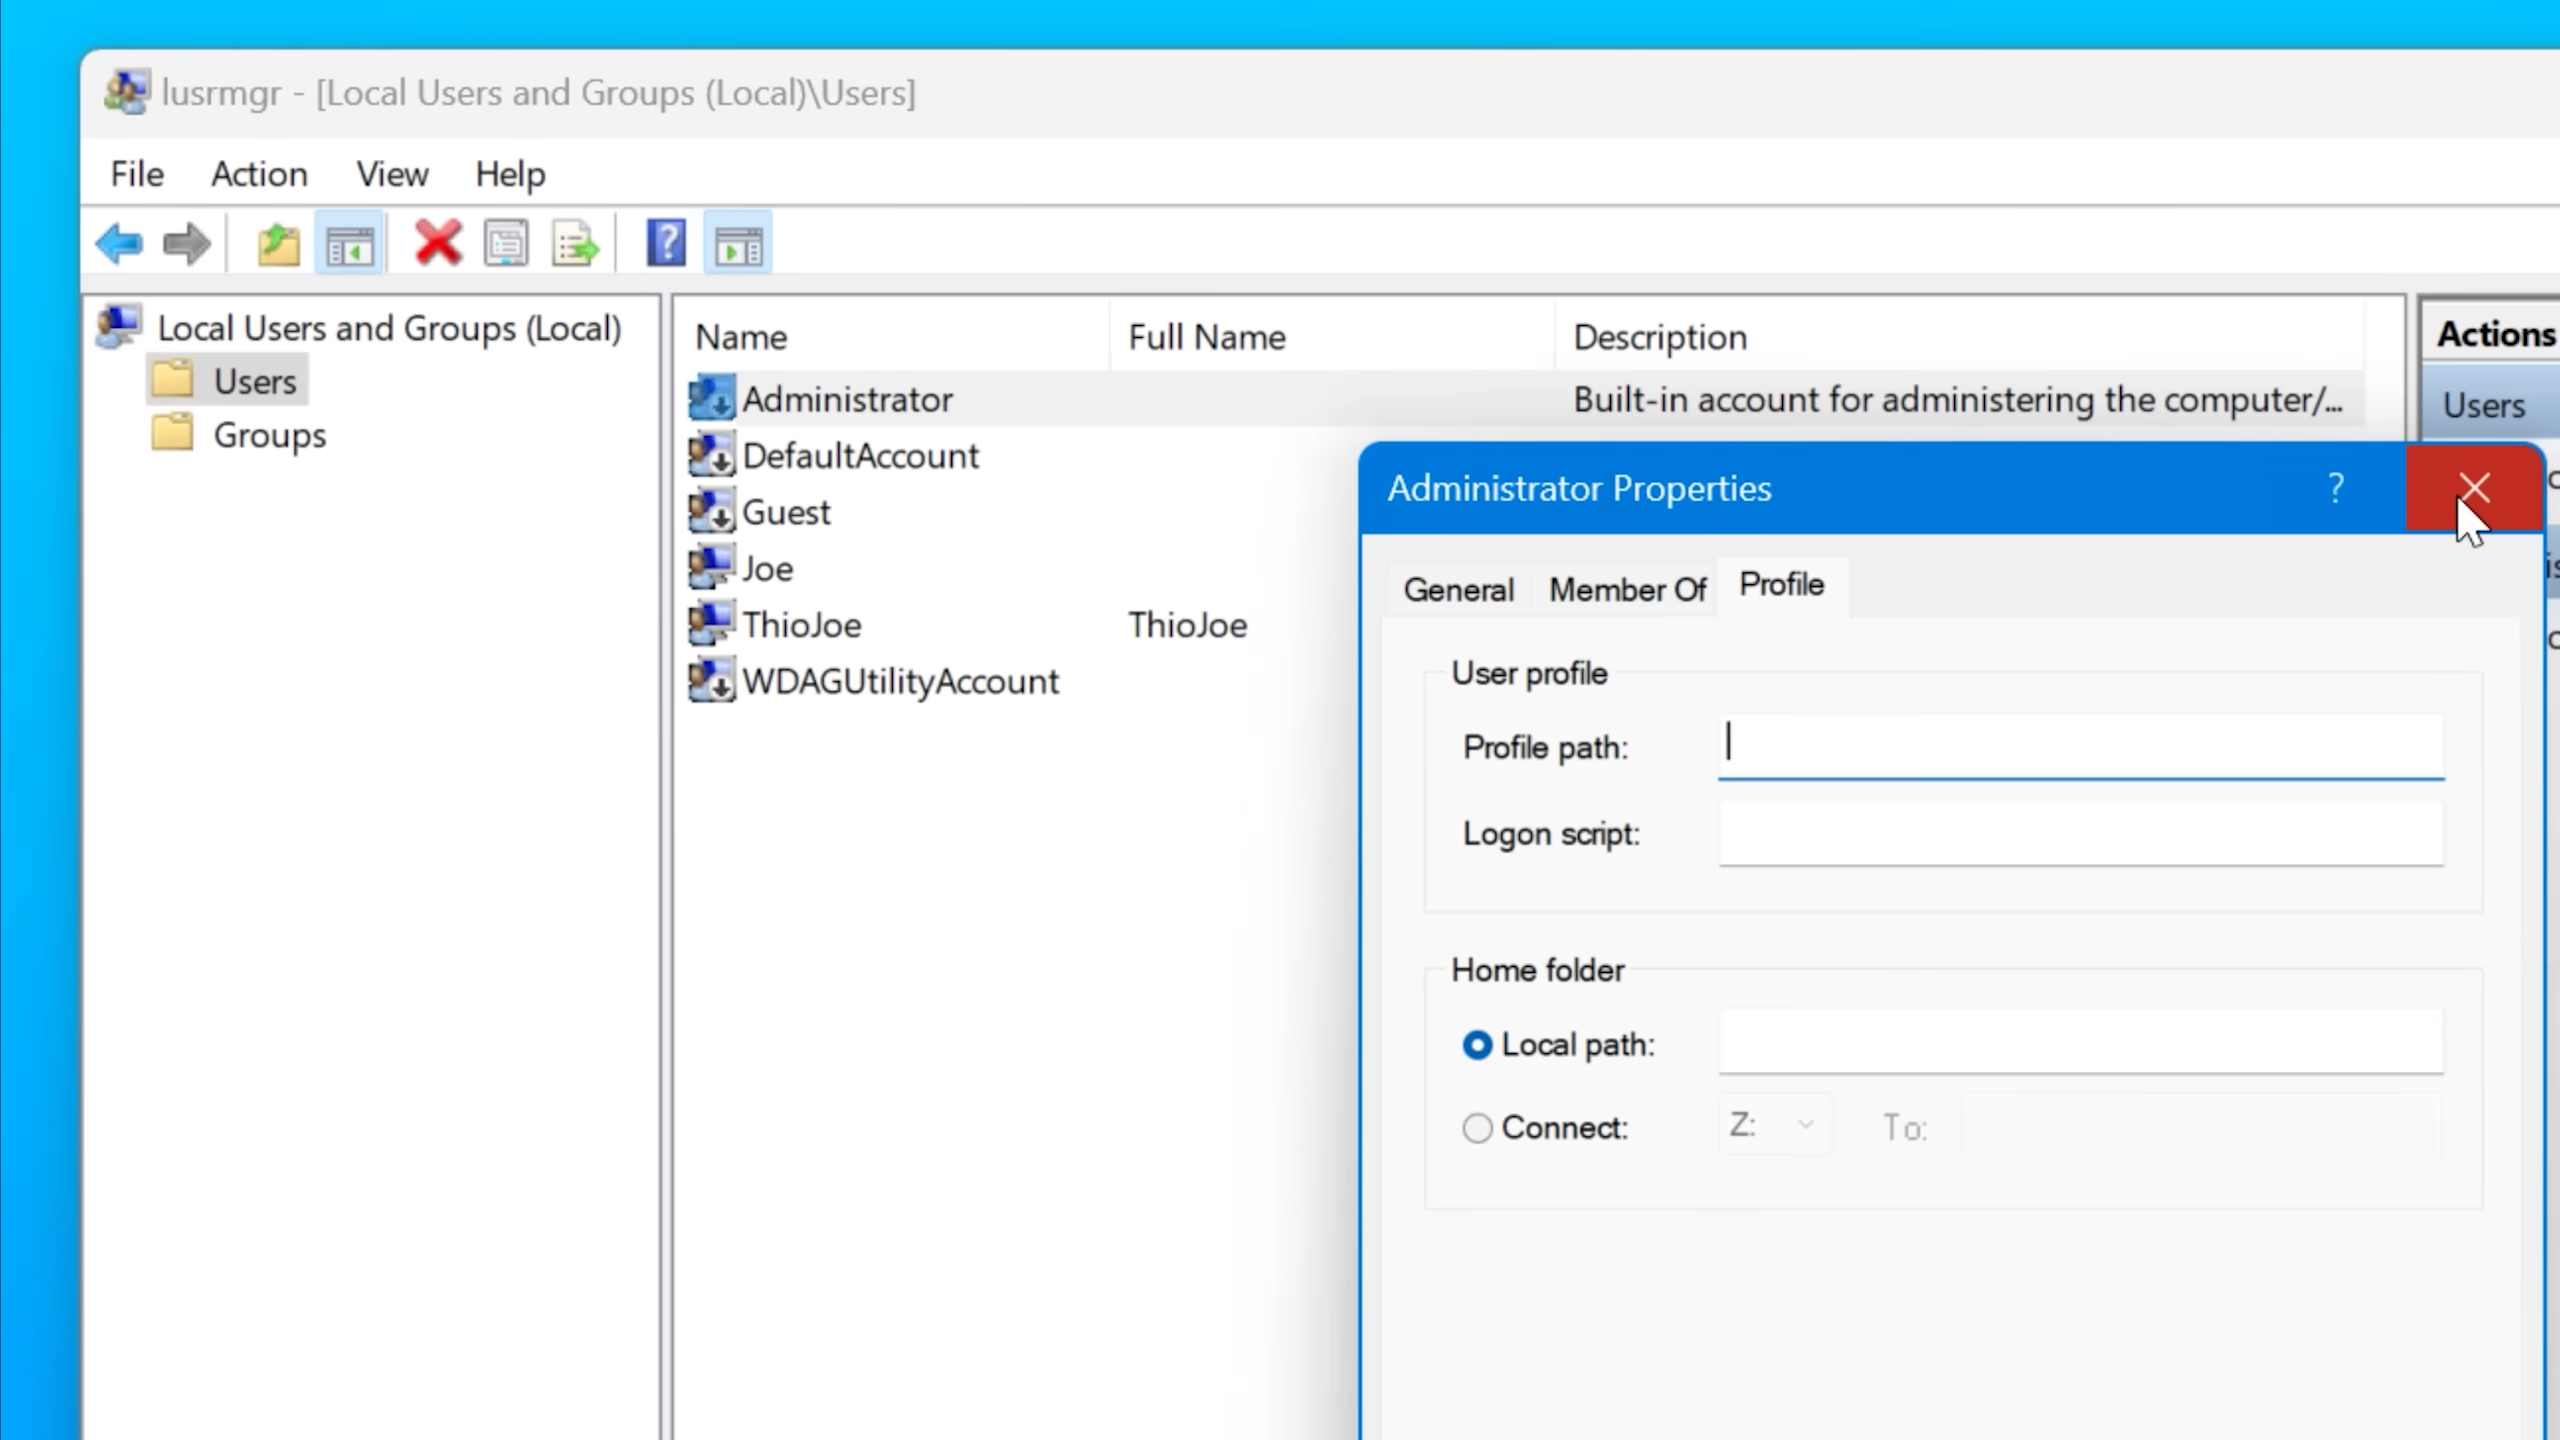 lusrmgr - [Local Users and Groups (Local)\Users]
File Action View Help
Local Users and Groups (Local)
Users
Groups
Name Full Name Description
Administrator Built-in account for administering the computer/...
DefaultAccount
Guest
Joe
ThioJoe ThioJoe
WDAGUtilityAccount
Actions
Users
Administrator Properties
General Member Of Profile
User profile
Profile path:
Logon script:
Home folder
Local path:
Connect: Z: To: